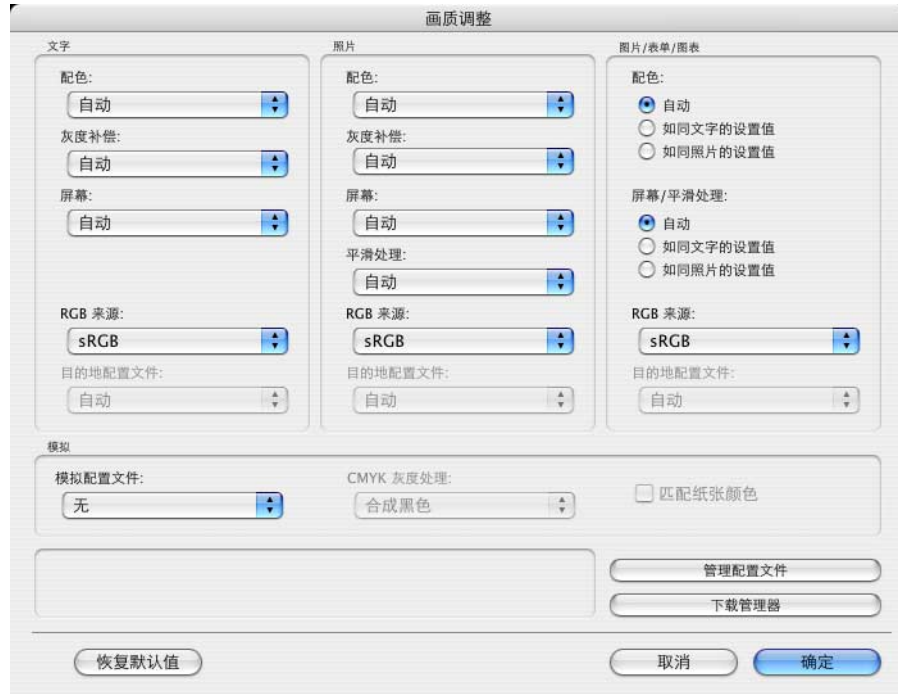 画质调整
文字
配色:
自动
灰度补偿:
自动
屏幕:
自动
RGB 来源:
sRGB
目的地配置文件:
自动
照片
配色:
自动
灰度补偿:
自动
屏幕:
自动
平滑处理:
自动
RGB 来源:
sRGB
目的地配置文件:
自动
图片/表单/图表
配色:
自动
如同文字的设置值
如同照片的设置值
屏幕/平滑处理:
自动
如同文字的设置值
如同照片的设置值
RGB 来源:
sRGB
目的地配置文件:
自动
模拟
模拟配置文件:
无
CMYK 灰度处理:
合成黑色
匹配纸张颜色
管理配置文件
下载管理器
恢复默认值
取消
确定